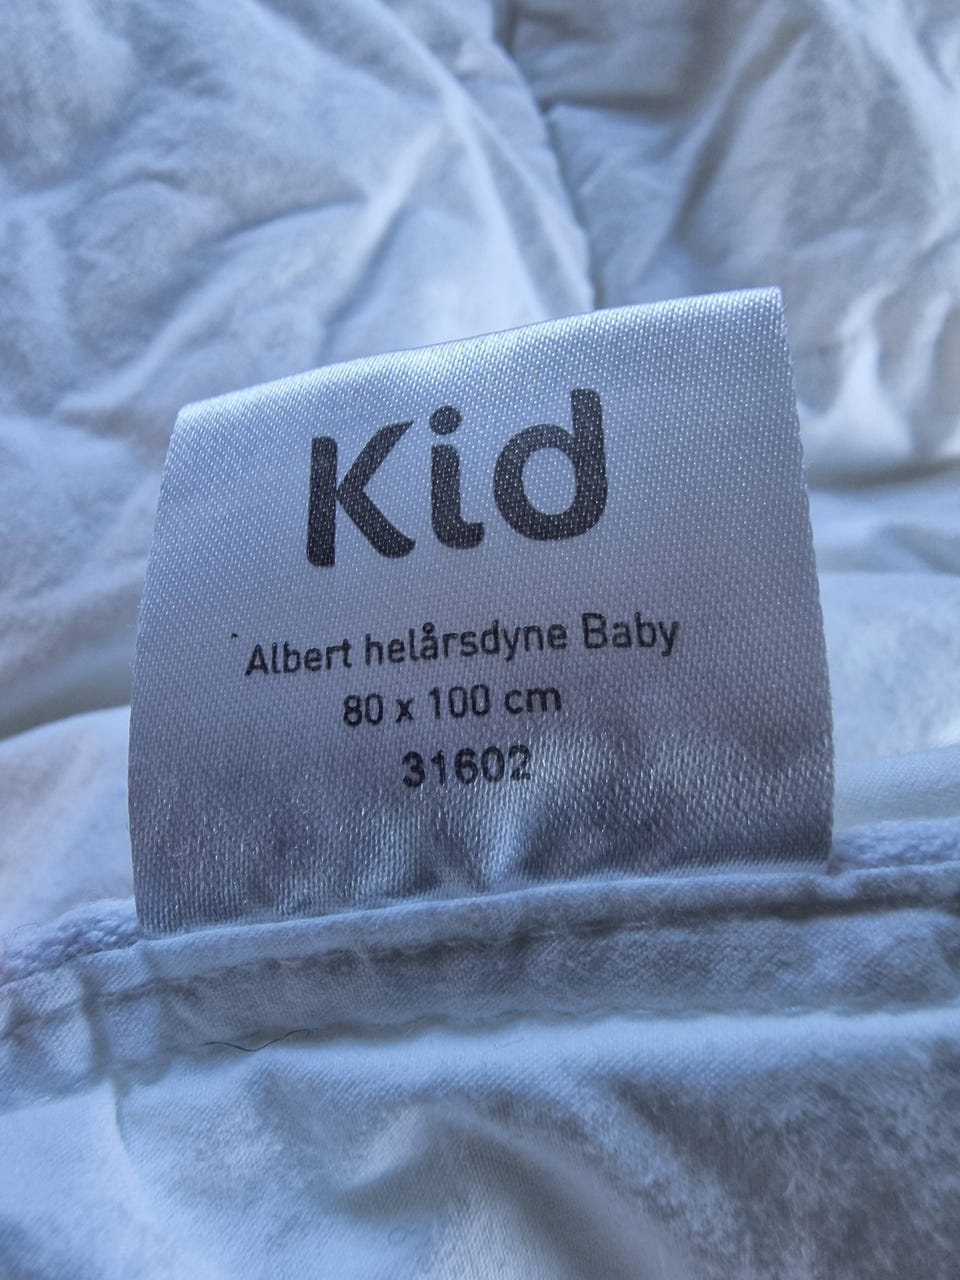 Kid
Albert helårsdyne Baby
80 x 100 cm
31602